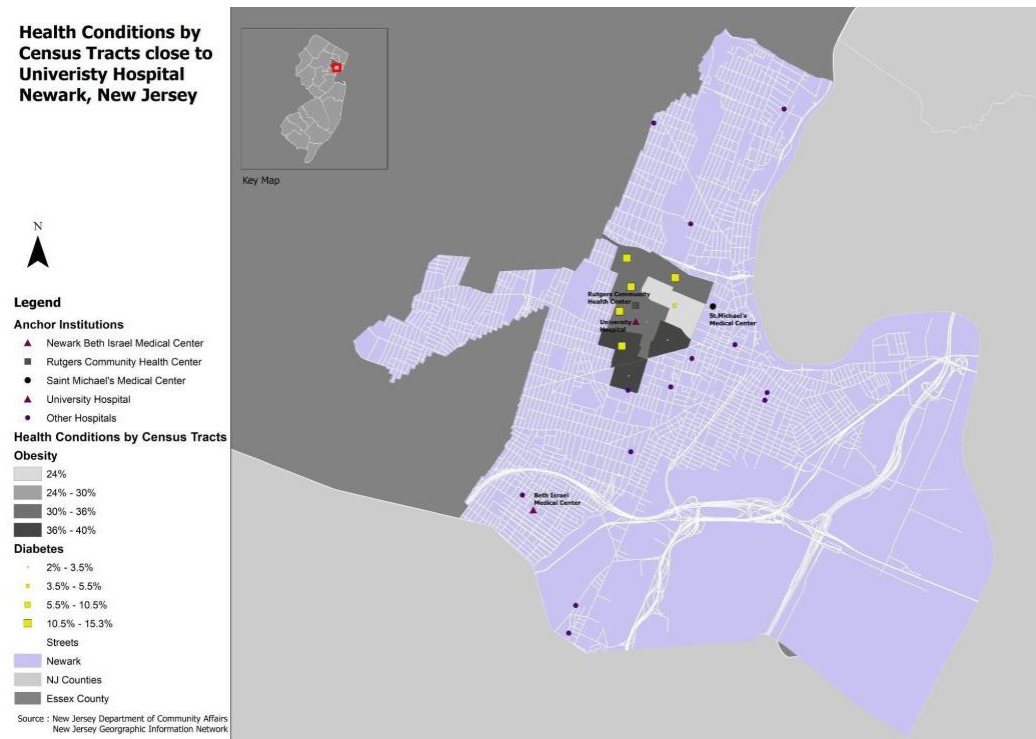 Health Conditions by
Census Tracts close to
Univeristy Hospital
Newark, New Jersey
Key Map
N
Legend
Anchor Institutions
Newark Beth Israel Medical Center
Rutgers Community Health Center
Saint Michael's Medical Center
University Hospital
Other Hospitals
Health Conditions by Census Tracts
Obesity
24%
24% - 30%
30% - 36%
36% - 40%
Diabetes
2% - 3.5%
3.5% - 5.5%
5.5% - 10.5%
10.5% - 15.3%
Streets
Newark
NJ Counties
Essex County
Source : New Jersey Department of Community Affairs
New Jersey Georgraphic Information Network
Rutgers Community
Health Center
University
Hospital
St.Michael's
Medical Center
Beth Israel
Medical Center